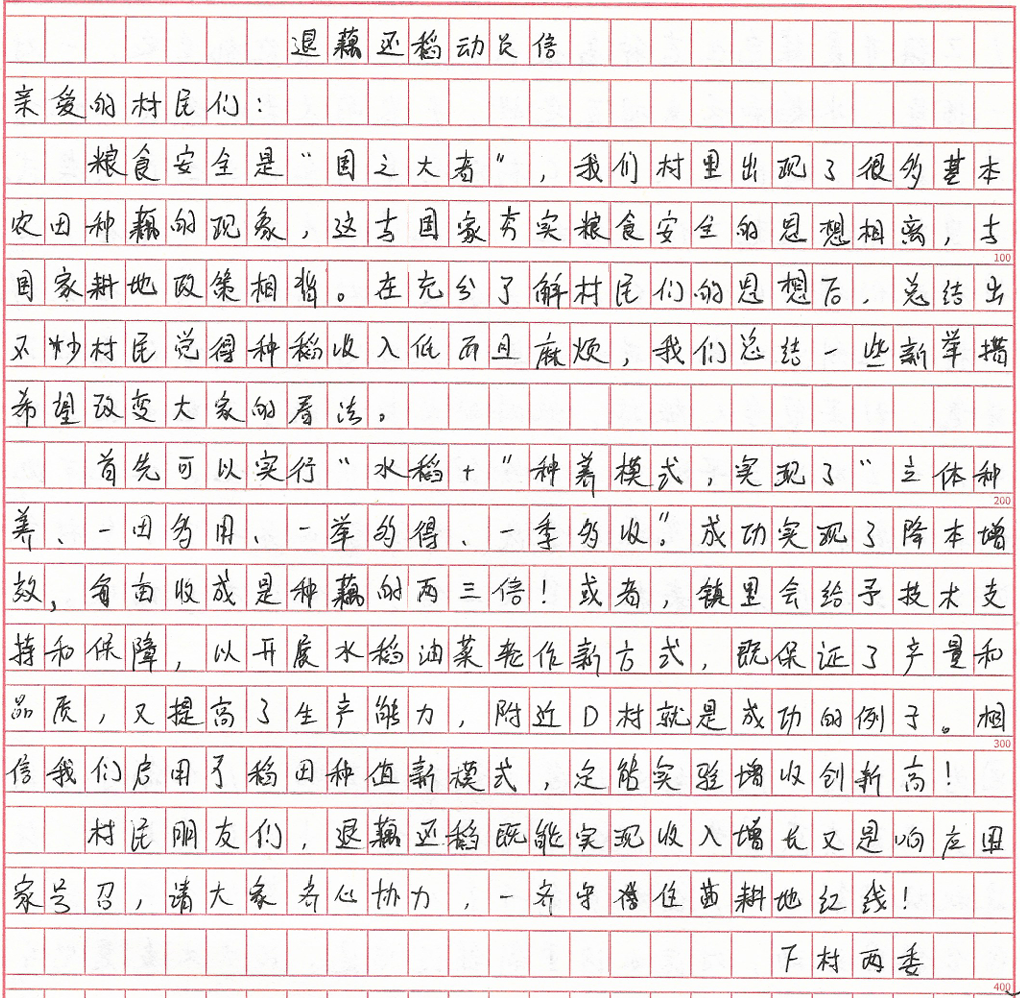 退藕还稻动员信
亲爱的村民们：
粮食安全是“国之大者”，我们村里出现了很多基本
农田种藕的现象，这与国家夯实粮食安全的思想相离，与
100
国家耕地政策相背。在充分了解村民们的思想后，总结出
不少村民觉得种稻收入低而且麻烦，我们总结一些新举措
希望改变大家的看法。
首先可以实行“水稻+”种养模式，实现了“立体种
200
养、一田多用、一举多得、一季多收”。成功实现了降本增
效，每亩收成是种藕的两三倍！或者，镇里会给予技术支
持和保障，以开展水稻油菜轮作新方式，既保证了产量和
品质，又提高了生产能力，附近D村就是成功的例子。相
300
信我们启用了稻田种值新模式，定能实验增收创新高！
村民朋友们，退藕还稻既能实现收入增长又是响应国
家号召，请大家齐心协力，一齐守住耕地红线！
下村两委
400